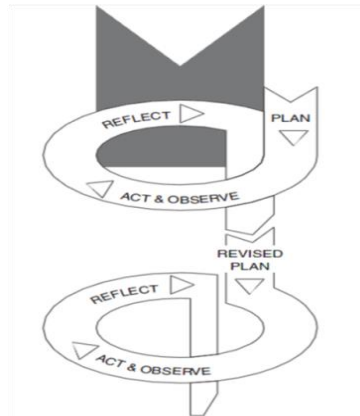 REFLECT
PLAN
ACT & OBSERVE
REVISED
PLAN
REFLECT
ACT & OBSERVE